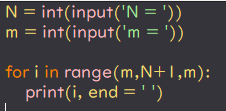 N = int(input('N = '))
m = int(input('m = '))
for i in range(m,N+1,m):
print(i, end = ' ')